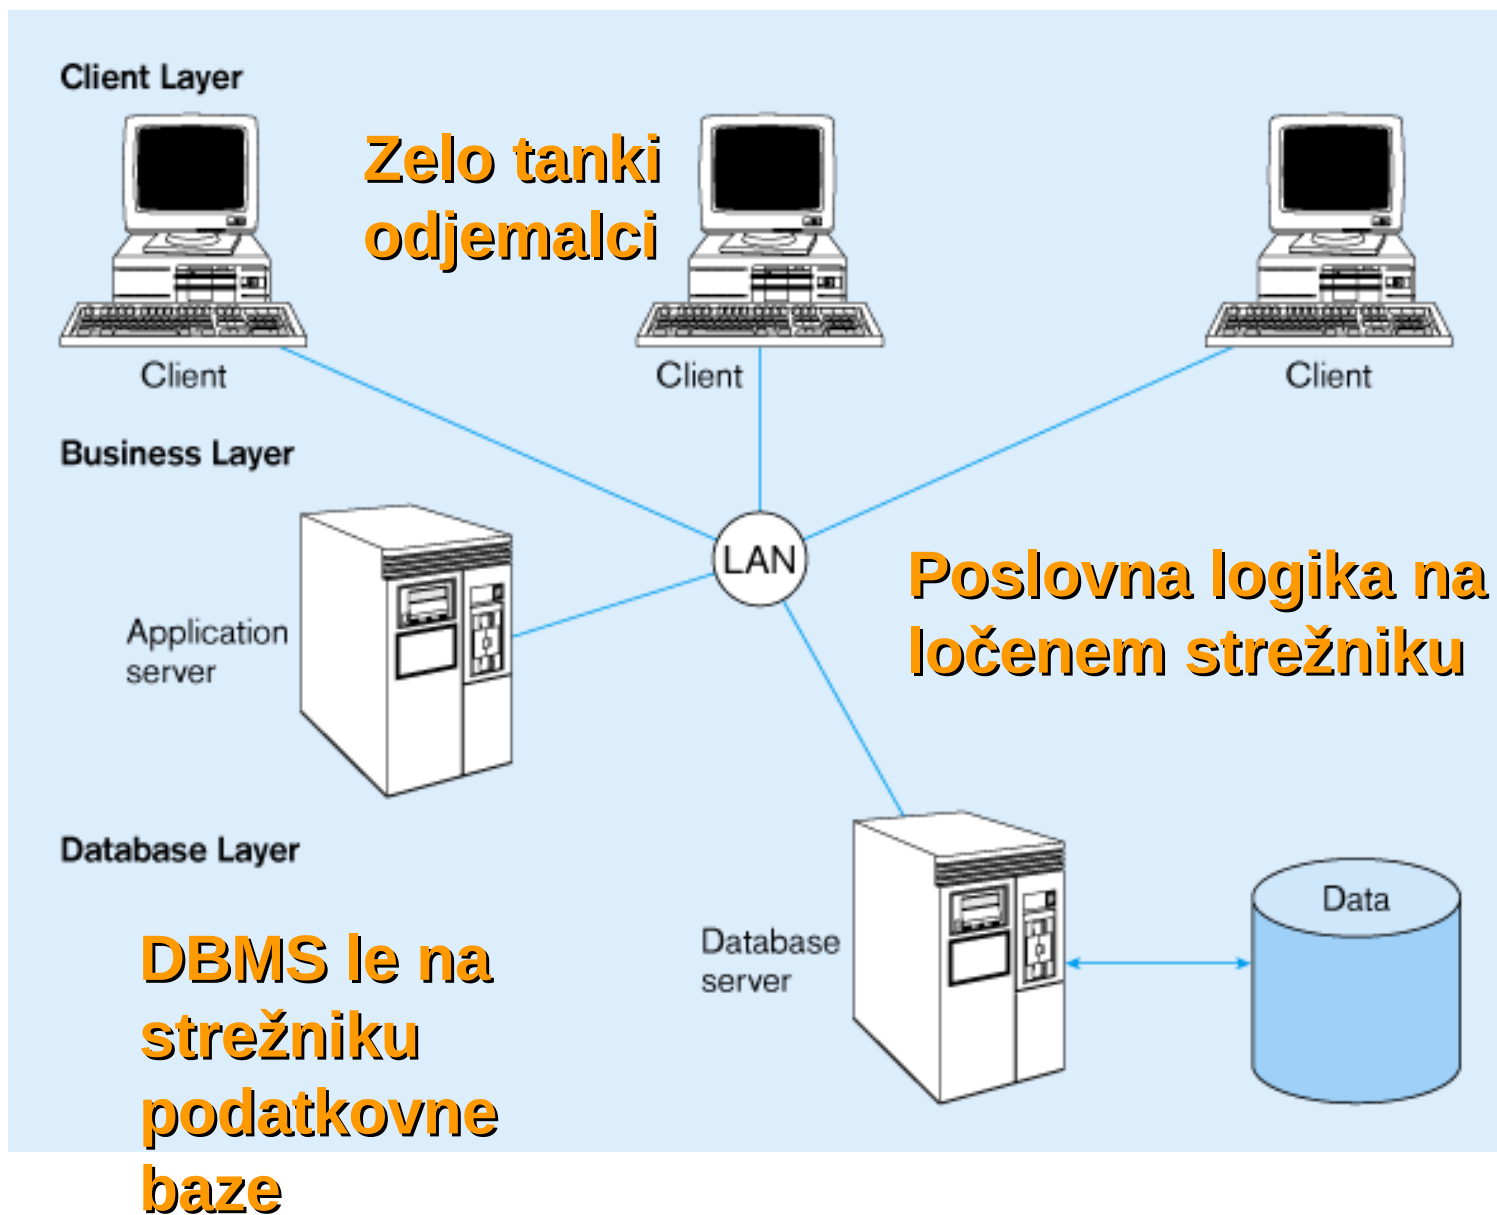 Client Layer
Zelo tanki
odjemalci
Client
Client
Client
Business Layer
LAN
Poslovna logika na
ločenem strežniku
Application
server
Database Layer
Data
Database
server
DBMS le na
strežniku
podatkovne
baze